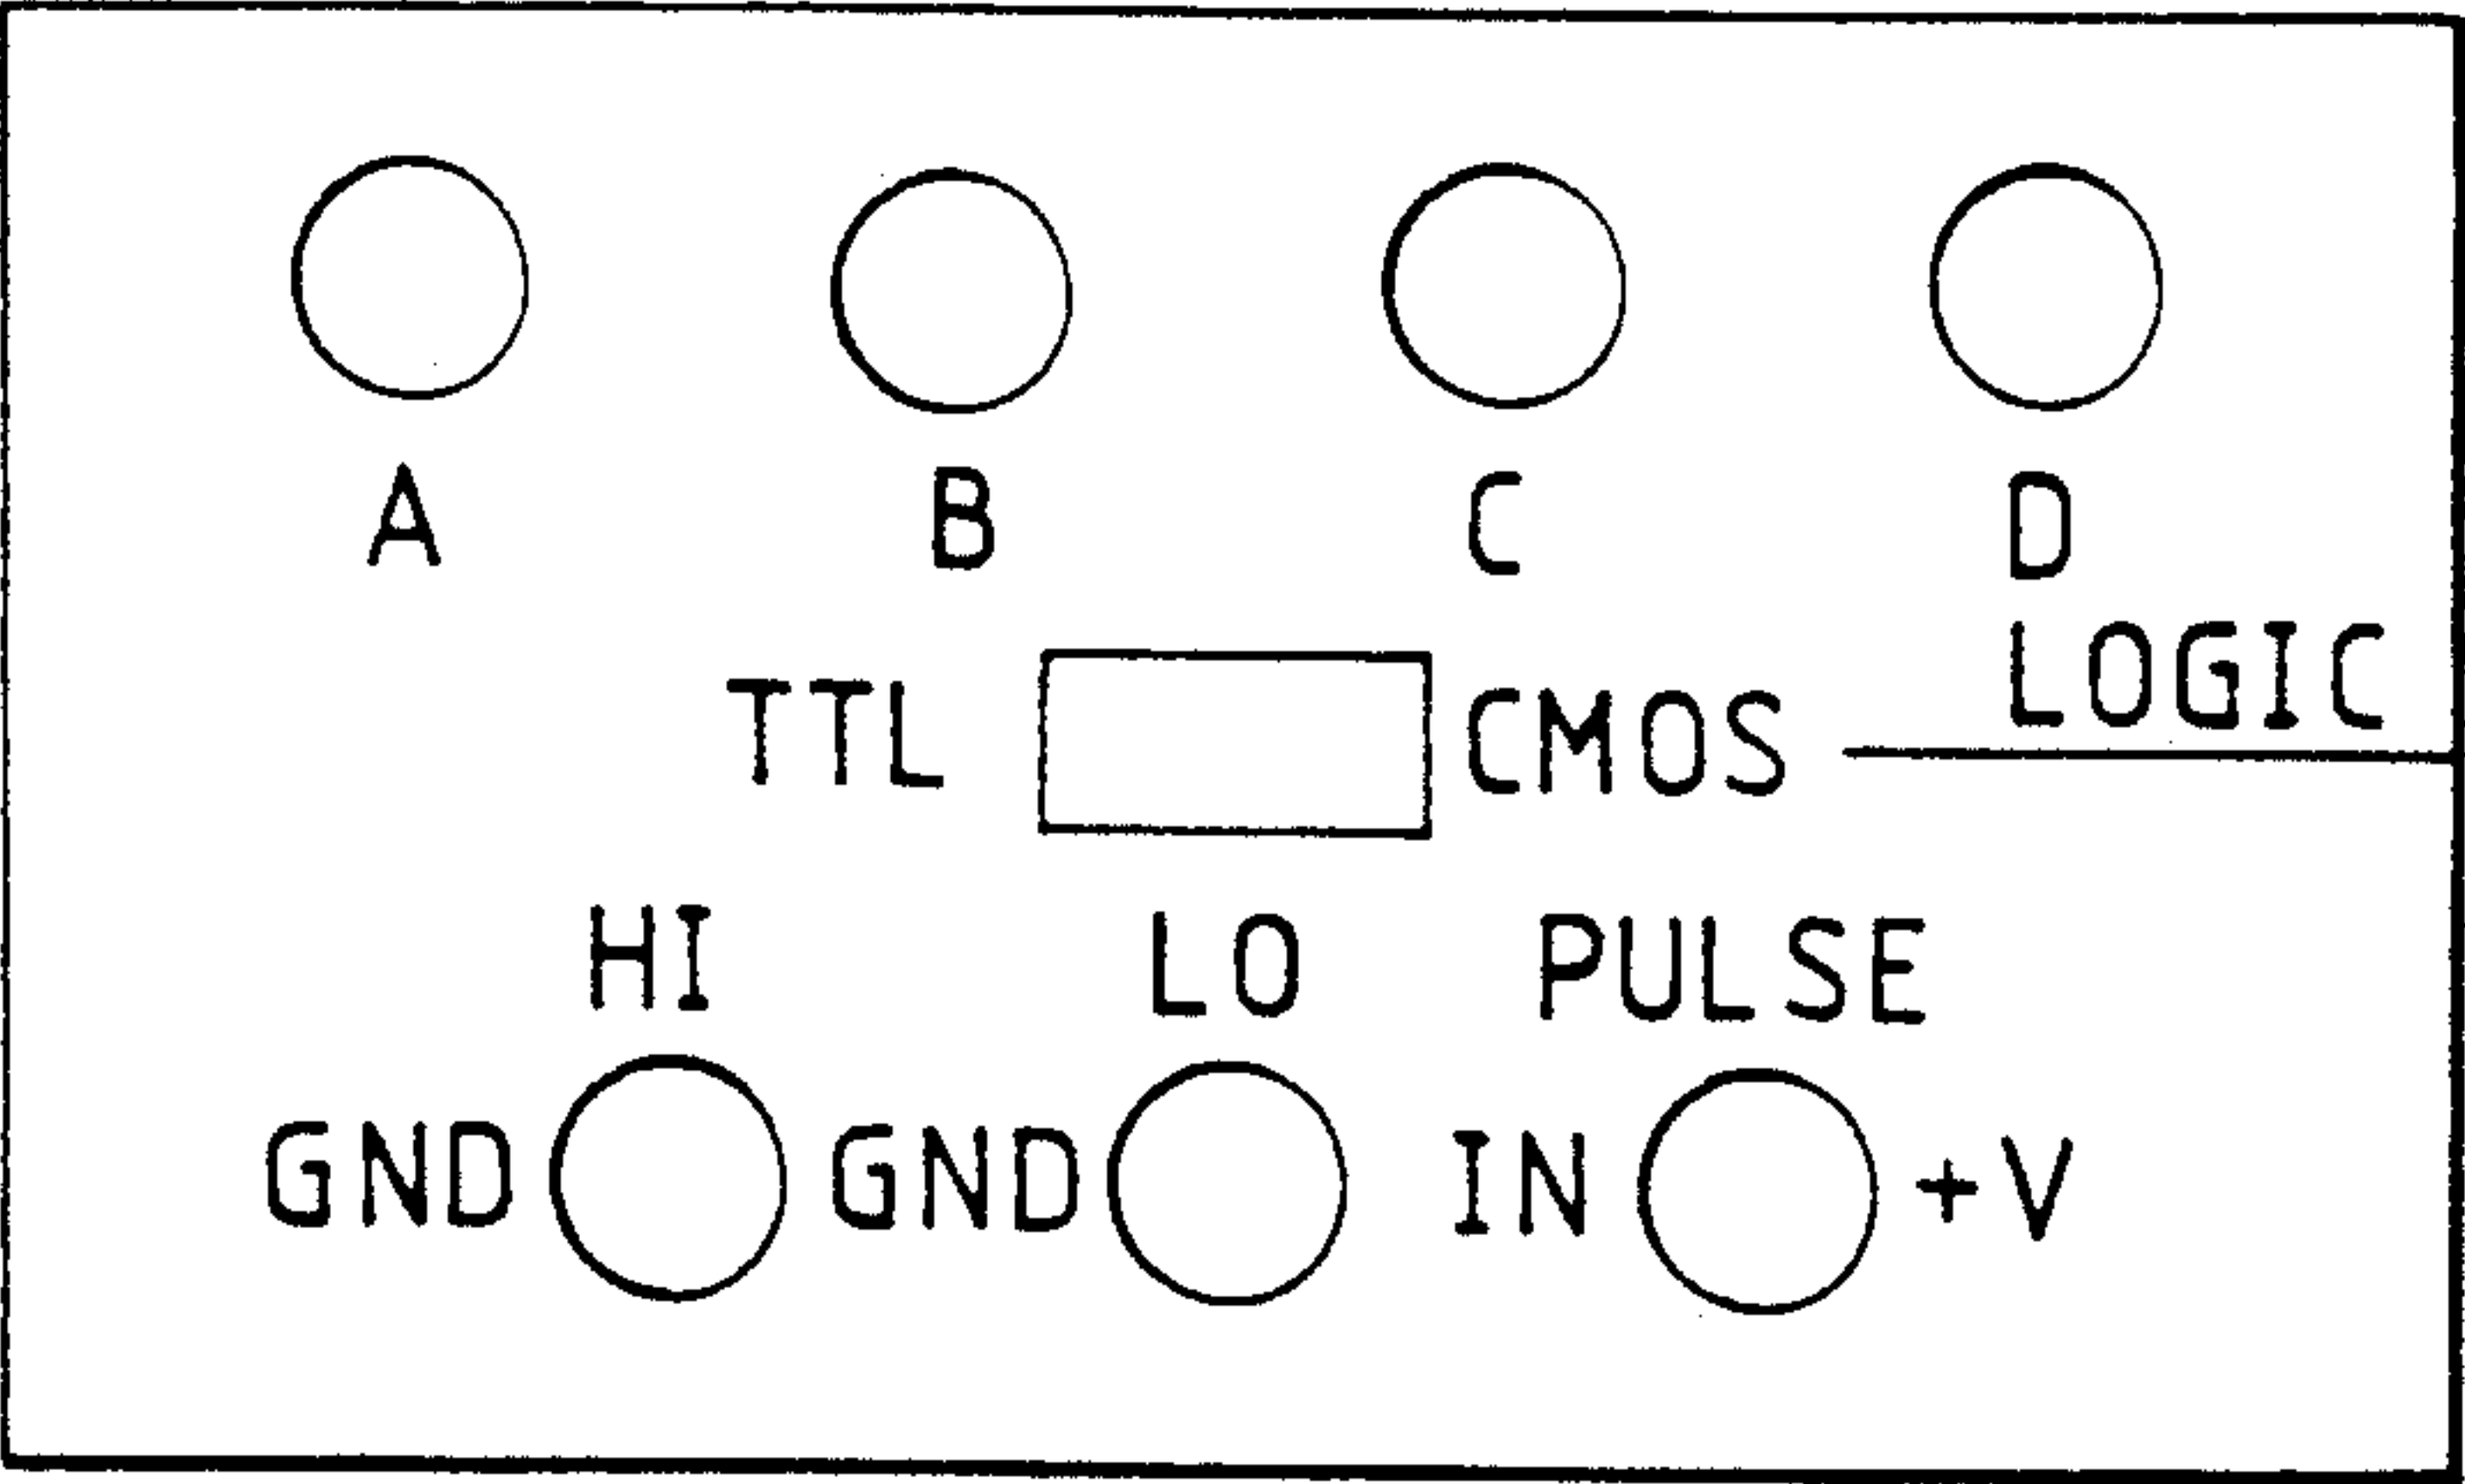 A B C D
LOGIC
TTL CMOS
HI LO PULSE
GND GND IN +V